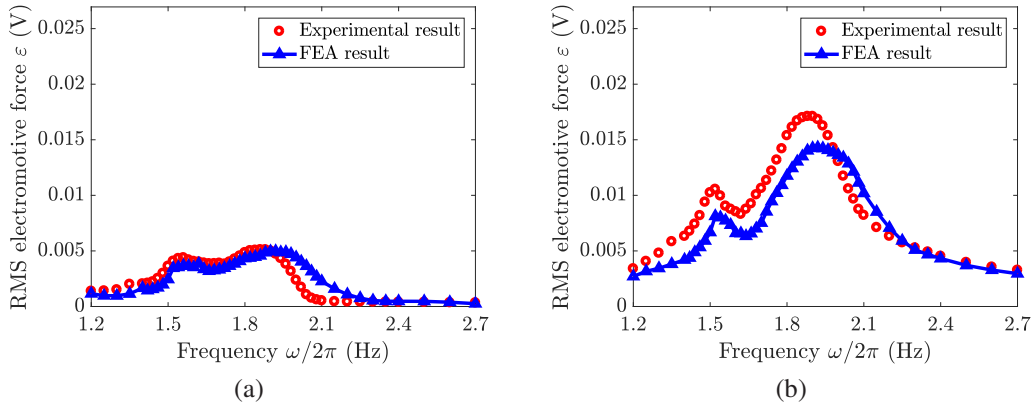 0.025
0.02
0.015
0.01
0.005
0
RMS electromotive force ε (V)
Experimental result
FEA result
1.2 1.5 1.8 2.1 2.4 2.7
Frequency ω/2π (Hz)
(a)
0.025
0.02
0.015
0.01
0.005
0
RMS electromotive force ε (V)
Experimental result
FEA result
1.2 1.5 1.8 2.1 2.4 2.7
Frequency ω/2π (Hz)
(b)